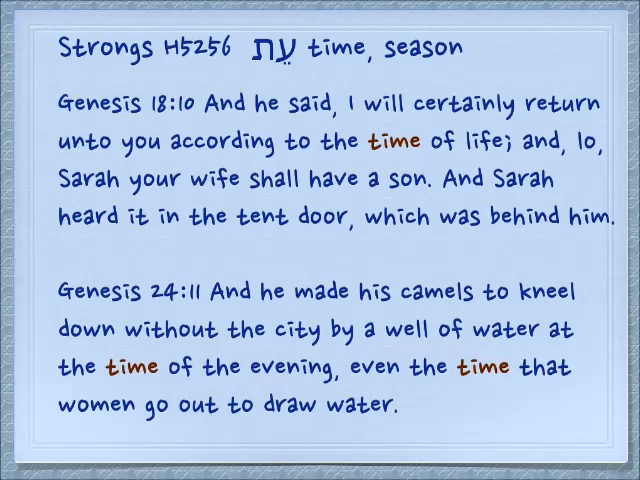 Strongs H5256 עֵת time, season
Genesis 18:10 And he said, I will certainly return
unto you according to the time of life; and, lo,
Sarah your wife shall have a son. And Sarah
heard it in the tent door, which was behind him.
Genesis 24:11 And he made his camels to kneel
down without the city by a well of water at
the time of the evening, even the time that
women go out to draw water.